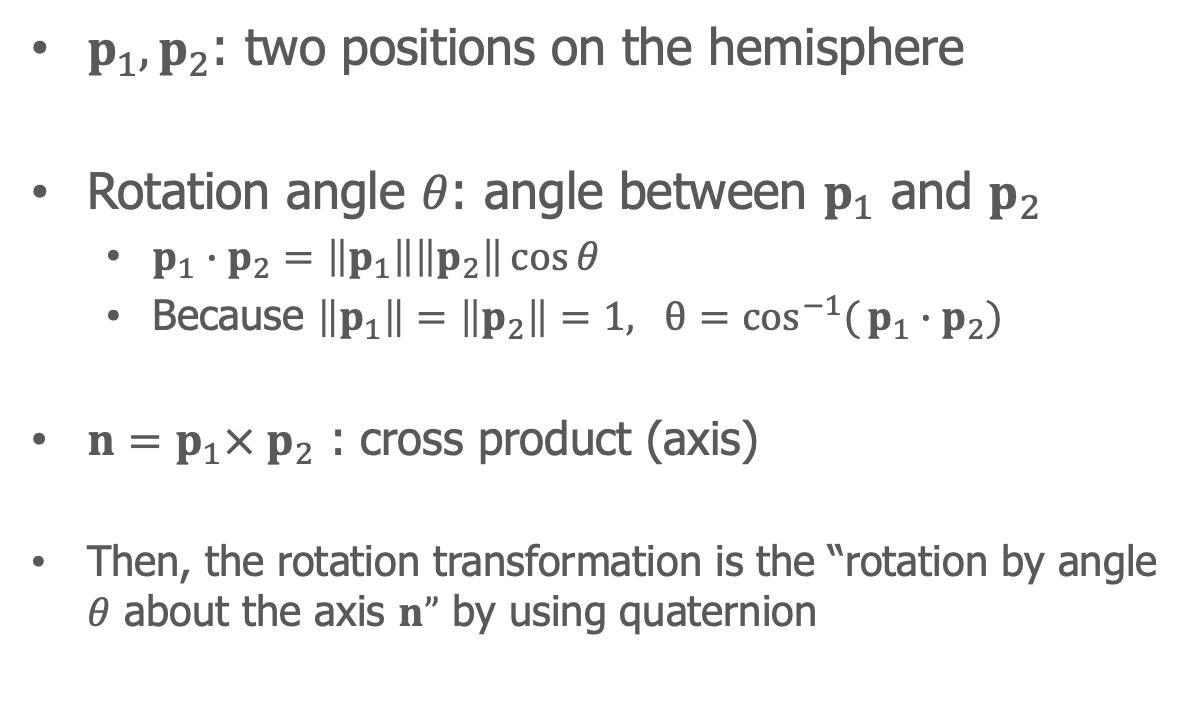 • 𝐩₁, 𝐩₂: two positions on the hemisphere
• Rotation angle 𝜃: angle between 𝐩₁ and 𝐩₂
• 𝐩₁ · 𝐩₂ = ‖𝐩₁‖‖𝐩₂‖ cos 𝜃
• Because ‖𝐩₁‖ = ‖𝐩₂‖ = 1, θ = cos⁻¹(𝐩₁ · 𝐩₂)
• 𝐧 = 𝐩₁× 𝐩₂ : cross product (axis)
• Then, the rotation transformation is the “rotation by angle
𝜃 about the axis 𝐧” by using quaternion